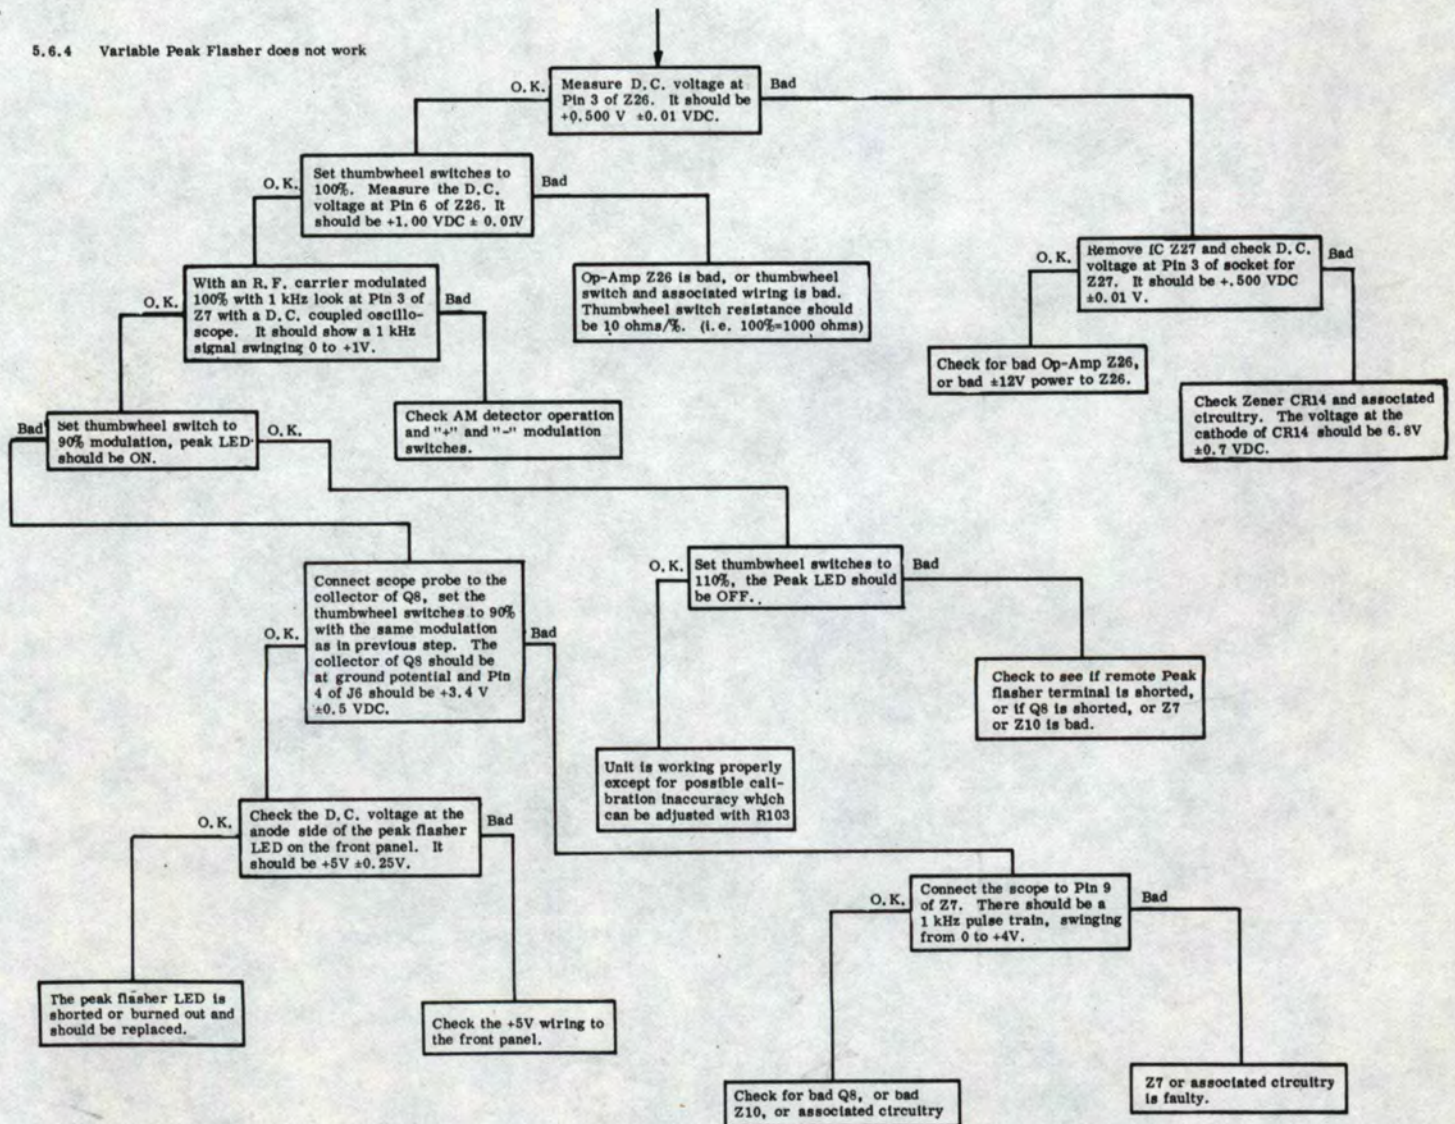 5.6.4 Variable Peak Flasher does not work
O.K.
Measure D.C. voltage at
Pin 3 of Z26. It should be
+0.500 V ±0.01 VDC.
Bad
O.K.
Set thumbwheel switches to
100%. Measure the D.C.
voltage at Pin 6 of Z26. It
should be +1.00 VDC ± 0.01V
Bad
O.K.
Remove IC Z27 and check D.C.
voltage at Pin 3 of socket for
Z27. It should be +.500 VDC
±0.01 V.
Bad
O.K.
With an R.F. carrier modulated
100% with 1 kHz look at Pin 3 of
Z7 with a D.C. coupled oscillo-
scope. It should show a 1 kHz
signal swinging 0 to +1V.
Bad
Op-Amp Z26 is bad, or thumbwheel
switch and associated wiring is bad.
Thumbwheel switch resistance should
be 10 ohms/%. (i.e. 100%=1000 ohms)
Check for bad Op-Amp Z26,
or bad ±12V power to Z26.
Check Zener CR14 and associated
circuitry. The voltage at the
cathode of CR14 should be 6.8V
±0.7 VDC.
Bad
Set thumbwheel switch to
90% modulation, peak LED
should be ON.
O.K.
Check AM detector operation
and "+" and "-" modulation
switches.
O.K.
Connect scope probe to the
collector of Q8, set the
thumbwheel switches to 90%
with the same modulation
as in previous step. The
collector of Q8 should be
at ground potential and Pin
4 of J6 should be +3.4 V
±0.5 VDC.
Bad
O.K.
Set thumbwheel switches to
110%, the Peak LED should
be OFF.
Bad
Check to see if remote Peak
flasher terminal is shorted,
or if Q8 is shorted, or Z7
or Z10 is bad.
Unit is working properly
except for possible cali-
bration inaccuracy which
can be adjusted with R103
O.K.
Check the D.C. voltage at the
anode side of the peak flasher
LED on the front panel. It
should be +5V ±0.25V.
Bad
O.K.
Connect the scope to Pin 9
of Z7. There should be a
1 kHz pulse train, swinging
from 0 to +4V.
Bad
The peak flasher LED is
shorted or burned out and
should be replaced.
Check the +5V wiring to
the front panel.
Check for bad Q8, or bad
Z10, or associated circuitry
Z7 or associated circuitry
is faulty.